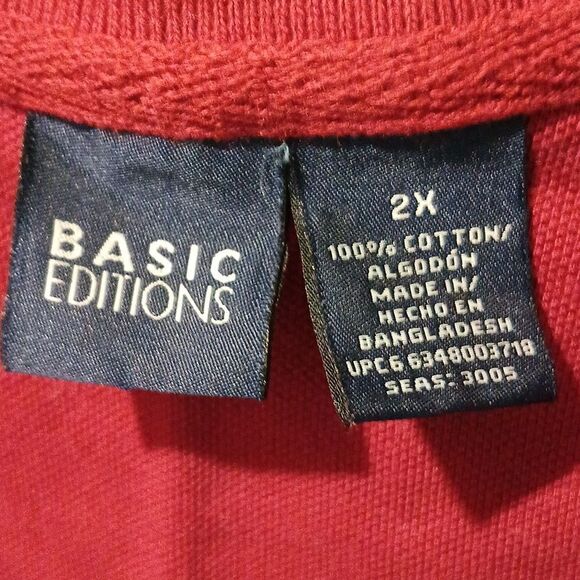 BASIC
EDITIONS
2X
100% COTTON/
ALGODÓN
MADE IN/
HECHO EN
BANGLADESH
UPC6 6348003718
SEAS: 3005